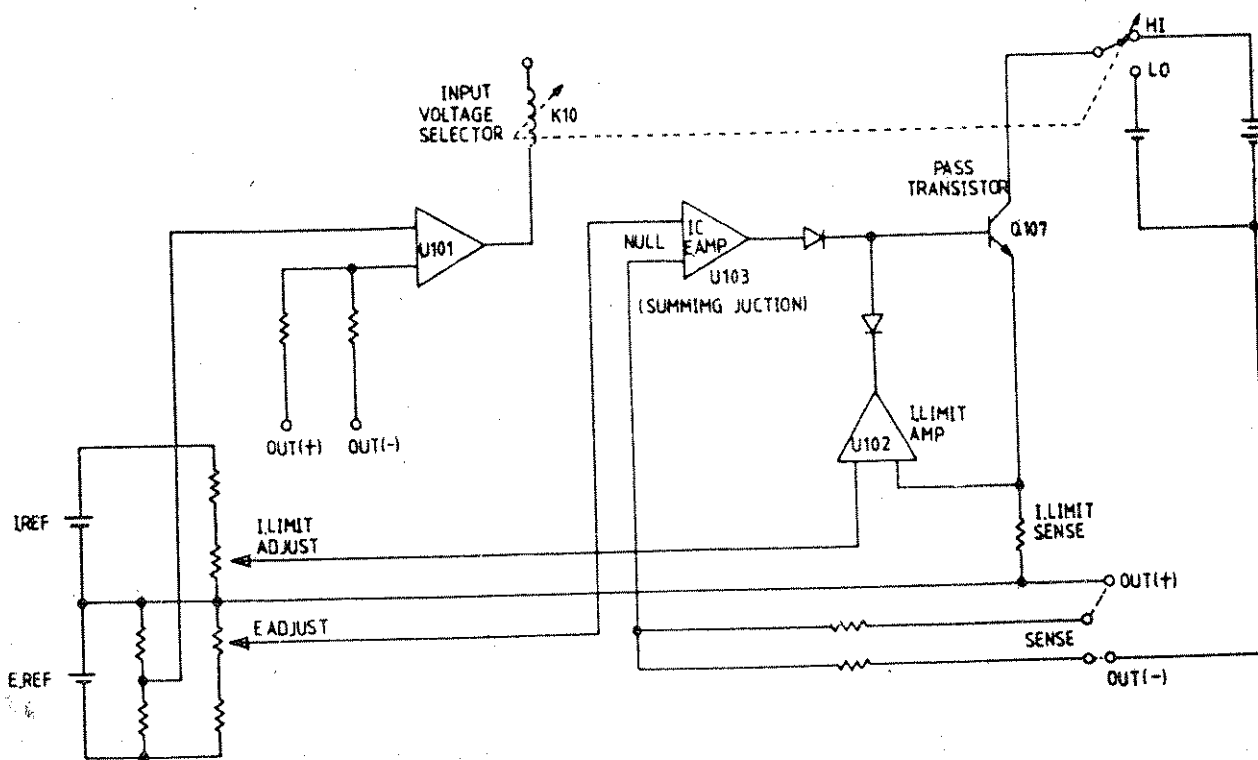 HI
LO
INPUT
VOLTAGE
SELECTOR
K10
PASS
TRANSISTOR
Q107
U101
IC
E.AMP
NULL
U103
(SUMMIMG JUCTION)
OUT(+)
OUT(-)
I.LIMIT
AMP
U102
I.REF
I.LIMIT
ADJUST
I.LIMIT
SENSE
OUT(+)
E ADJUST
SENSE
E.REF
OUT(-)